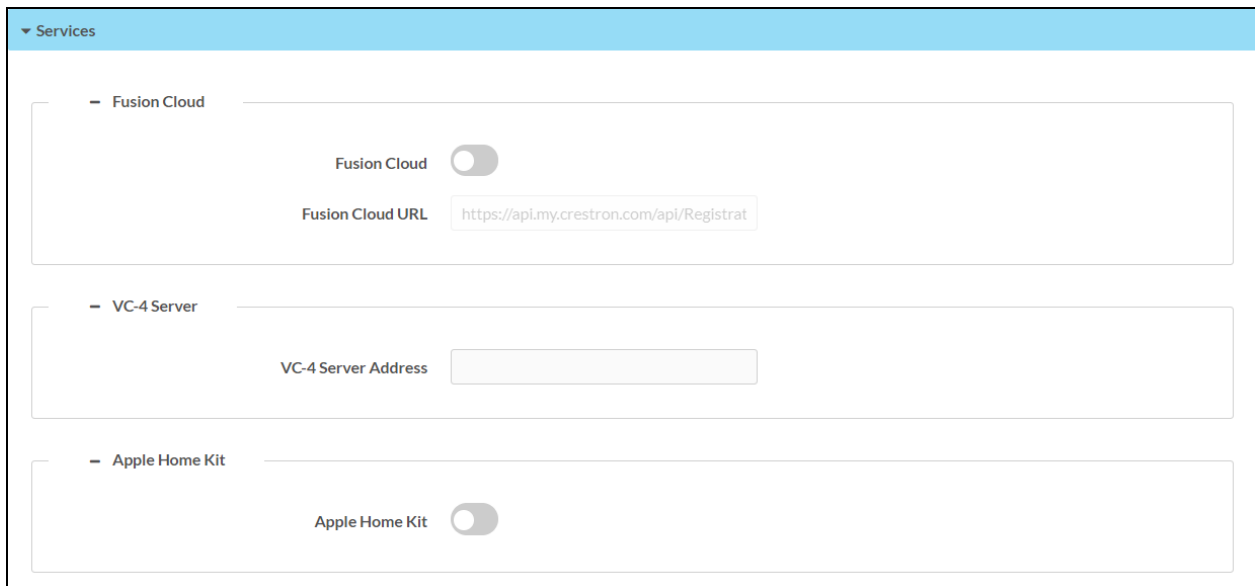 Services
Fusion Cloud
Fusion Cloud
Fusion Cloud URL https://api.my.crestron.com/api/Registrat
VC-4 Server
VC-4 Server Address
Apple Home Kit
Apple Home Kit